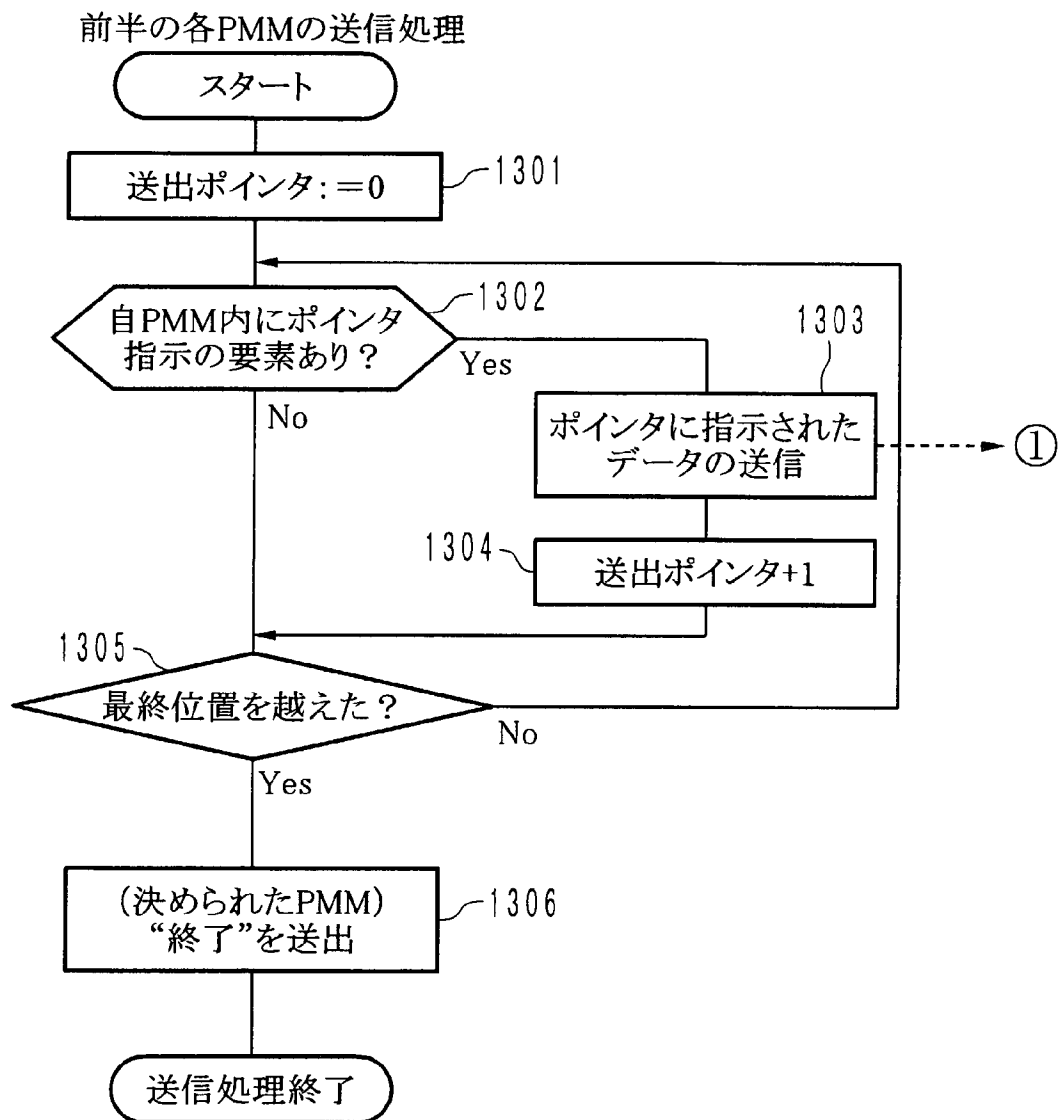 前半の各PMMの送信処理
スタート
送出ポインタ:=0
1301
自PMM内にポインタ
指示の要素あり?
1302
Yes
No
1303
ポインタに指示された
データの送信
①
1304
送出ポインタ+1
1305
最終位置を越えた?
No
Yes
(決められたPMM)
“終了”を送出
1306
送信処理終了